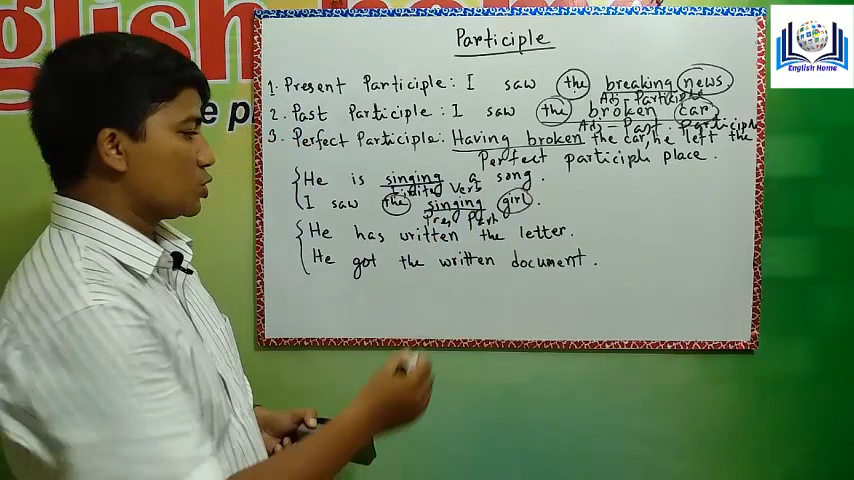 Participle
1. Present Participle: I saw the breaking news
Adj - Participle
2. Past Participle: I saw the broken car
Adj - Past participle
3. Perfect Participle: Having broken the car, he left the
Perfect participle place.
He is singing a song.
Finite Verb
I saw the singing girl.
Pres Part
He has written the letter.
He got the written document.
English Home